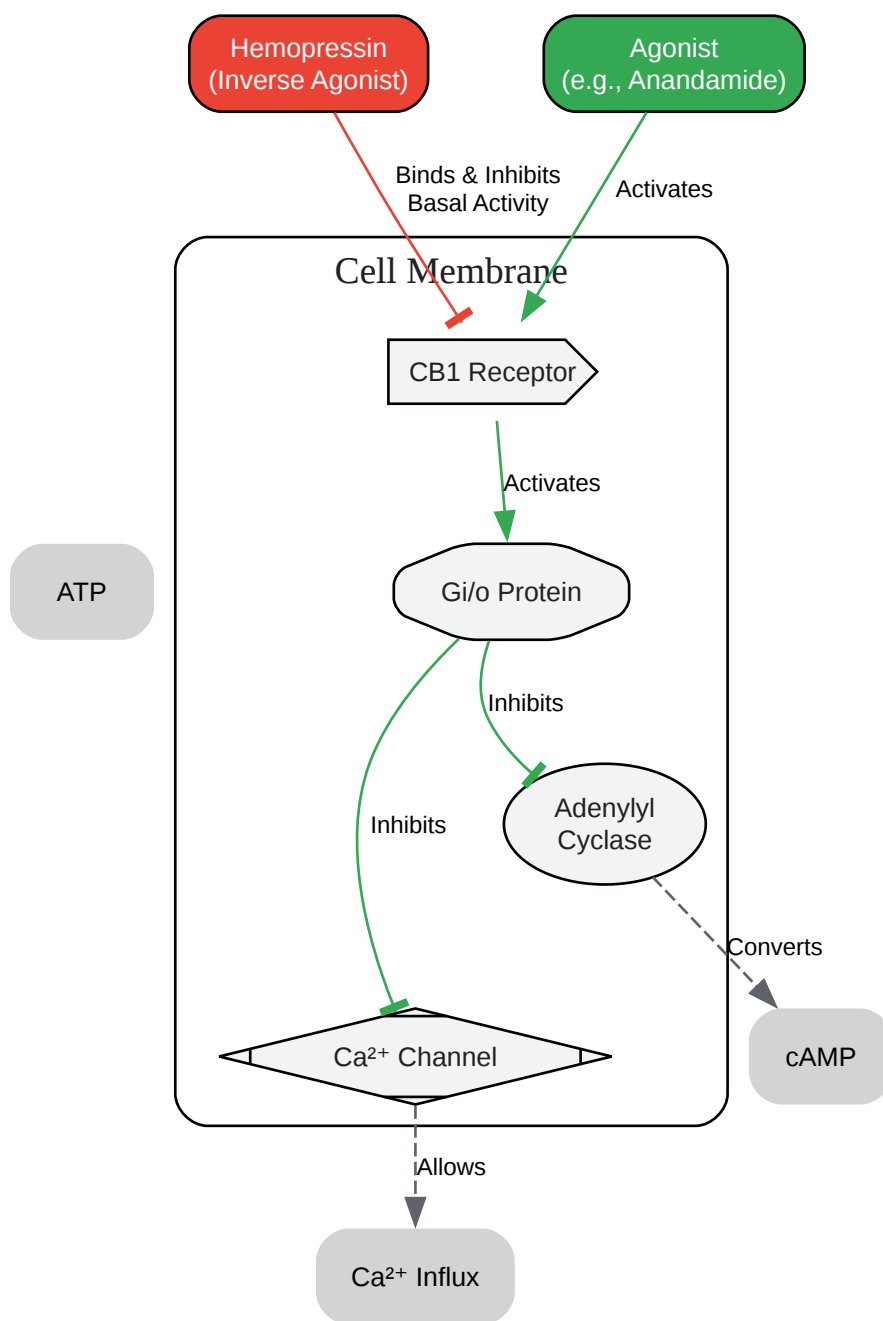 Hemopressin
(Inverse Agonist)
Agonist
(e.g., Anandamide)
Binds & Inhibits
Basal Activity
Activates
Cell Membrane
CB1 Receptor
Activates
ATP
Gi/o Protein
Inhibits
Inhibits
Adenylyl
Cyclase
Converts
Ca²⁺ Channel
cAMP
Allows
Ca²⁺ Influx